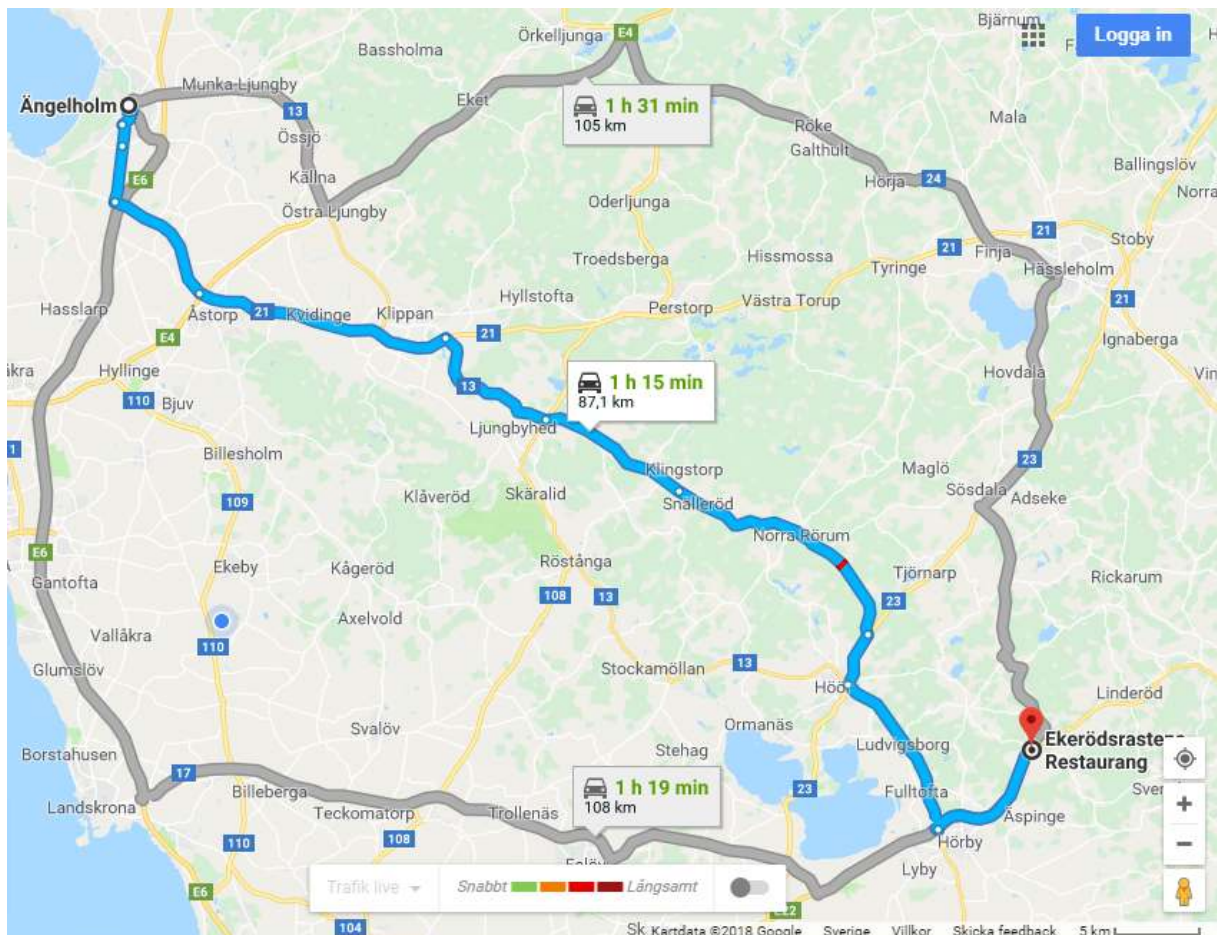 Bjärnum
Örkelljunga
E4
Logga in
Bassholma
Munka-Ljungby
Ängelholm
Eket
1 h 31 min
105 km
13
Össjö
Röke
Galthult
Mala
Ballingslöv
Källna
E6
Hörja
24
Norra
Östra Ljungby
Oderljunga
21
Stoby
Finja
21
Hissmossa
Troedsberga
Tyringe
Hässleholm
Hyllstofta
Perstorp
Västra Torup
21
Hasslarp
Åstorp
21
Kvidinge
Klippan
21
E4
Ignaberga
Hyllinge
1 h 15 min
87,1 km
Hovdala
13
110
Bjuv
Ljungbyhed
Billesholm
23
Klingstorp
Maglö
Klåveröd
Skäralid
Snälleröd
Sösdala
Adseke
109
Norra Rörum
E6
Röstånga
Ekeby
Kågeröd
Tjörnarp
Rickarum
Gantofta
108
13
23
Axelvold
Vallåkra
110
Glumslöv
Stockamöllan
13
Linderöd
Ormanäs
Svalöv
Ludvigsborg
Ekerödsrastens
Restaurang
Borstahusen
Stehag
17
1 h 19 min
108 km
23
Fulltofta
Landskrona
Billeberga
Teckomatorp
Trollenäs
Äspinge
108
110
Hörby
Lyby
Trafik live
Snabbt
Långsamt
E6
E22
104
Sk
Kartdata ©2018 Google
Sverige
Villkor
Skicka feedback
5 km